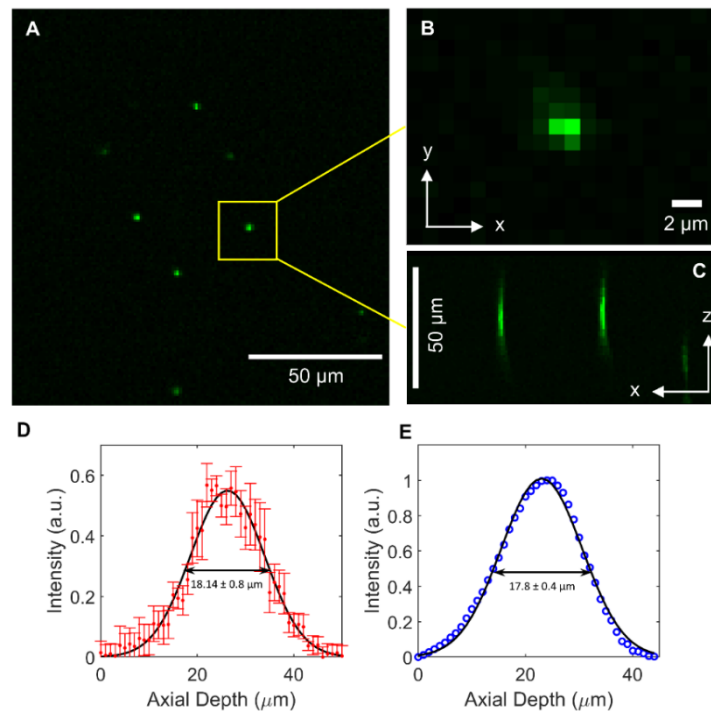 A
50 µm
B
y
x
2 µm
C
50 µm
z
x
D
Intensity (a.u.)
0.6
0.4
0.2
0
18.14 ± 0.8 µm
0
20
40
Axial Depth (µm)
E
Intensity (a.u.)
1
0.8
0.6
0.4
0.2
0
17.8 ± 0.4 µm
0
20
40
Axial Depth (µm)